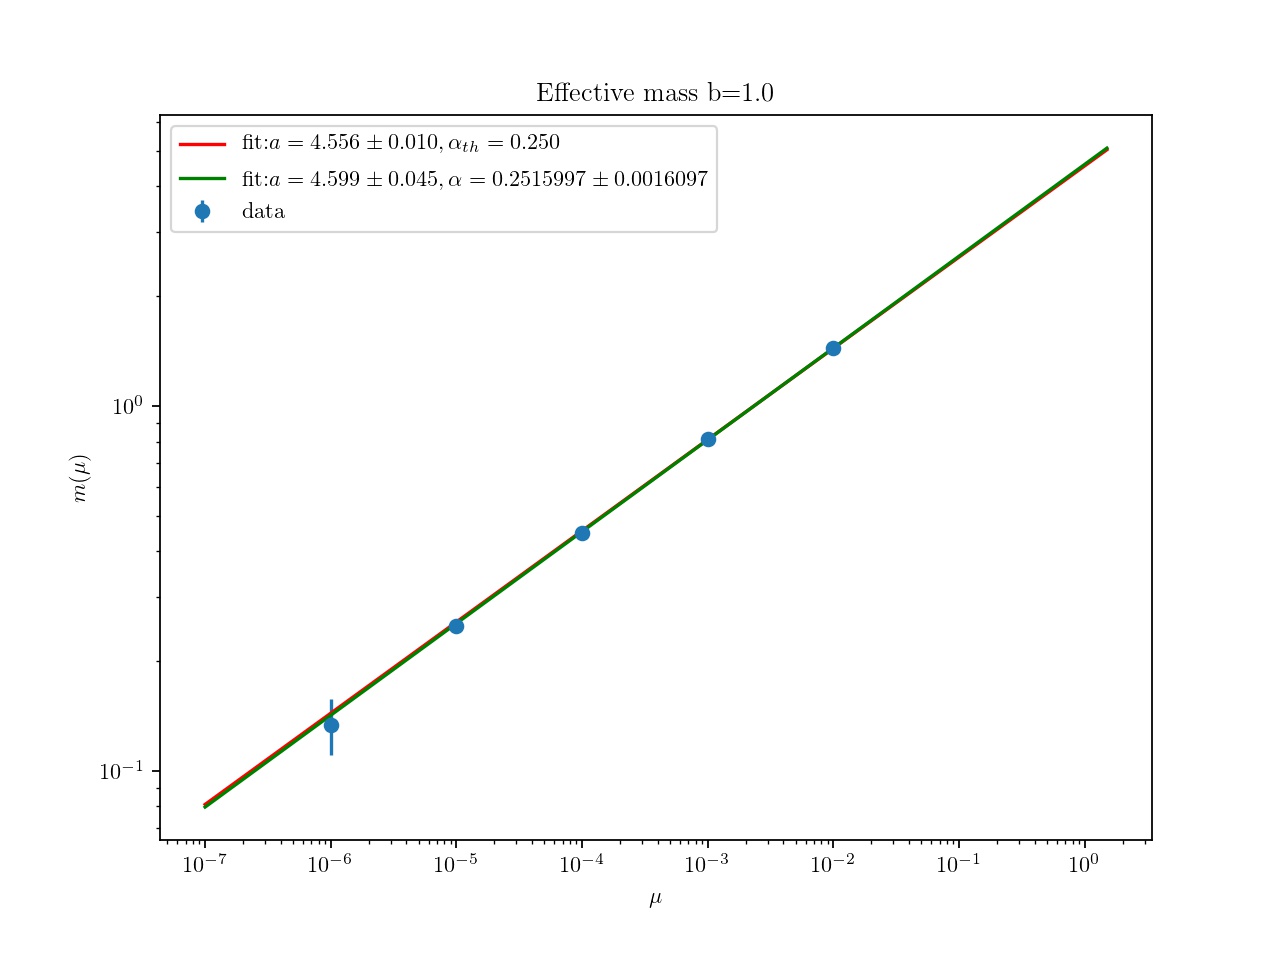 Effective mass b=1.0
fit:a = 4.556 ± 0.010, α_{th} = 0.250
fit:a = 4.599 ± 0.045, α = 0.2515997 ± 0.0016097
data
m(μ)
10^0
10^{-1}
10^{-7} 10^{-6} 10^{-5} 10^{-4} 10^{-3} 10^{-2} 10^{-1} 10^0
μ